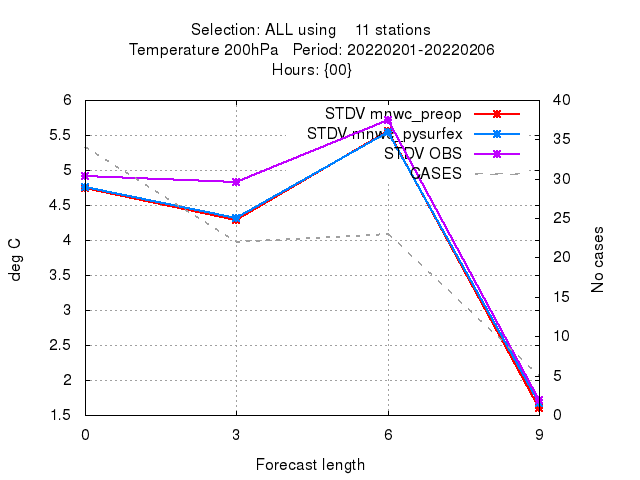 Selection: ALL using 11 stations
Temperature 200hPa Period: 20220201-20220206
Hours: {00}
STDV mnwc_preop
STDV mnwc_pysurfex
STDV OBS
CASES
6
5.5
5
4.5
4
3.5
3
2.5
2
1.5
40
35
30
25
20
15
10
5
0
deg C
No cases
0 3 6 9
Forecast length